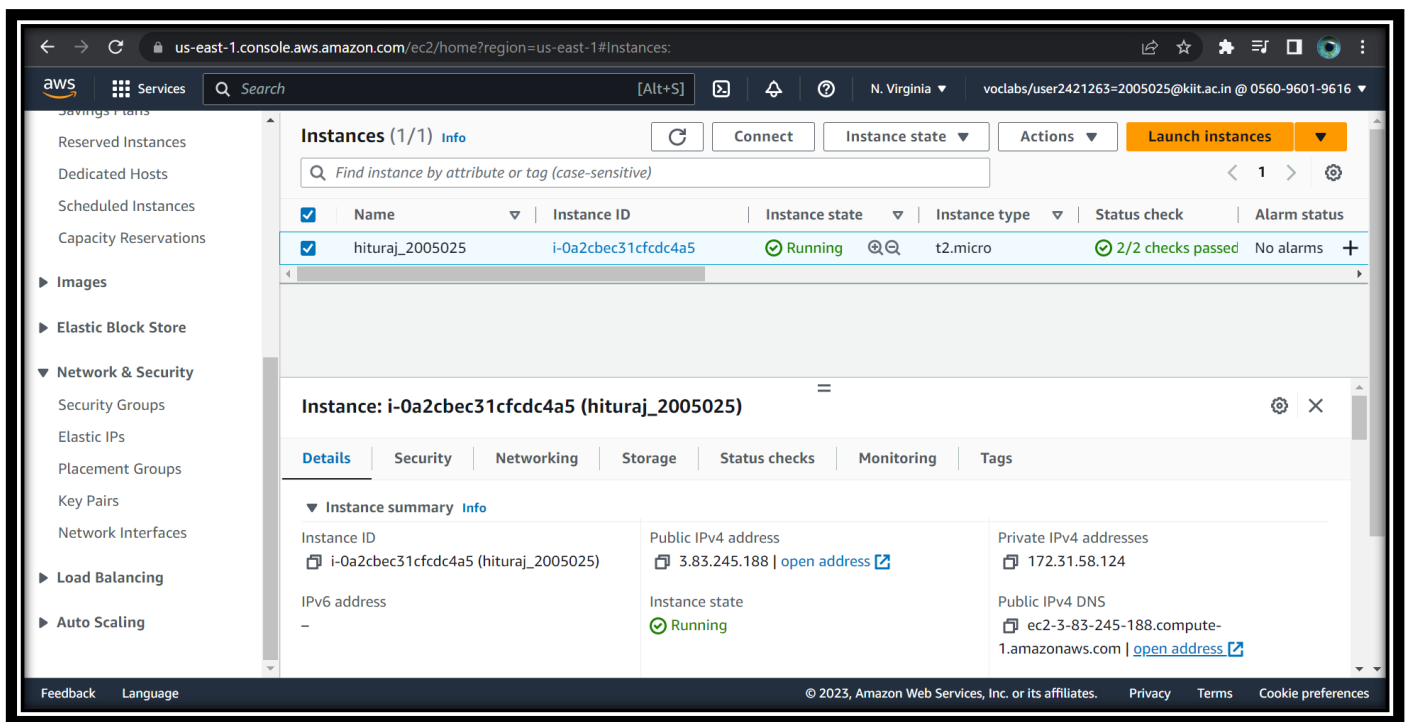 us-east-1.console.aws.amazon.com/ec2/home?region=us-east-1#Instances:
aws Services Search [Alt+S] N. Virginia ▼ voclabs/user2421263=2005025@kiit.ac.in @ 0560-9601-9616 ▼
Savings Plans
Reserved Instances
Dedicated Hosts
Scheduled Instances
Capacity Reservations
Images
Elastic Block Store
Network & Security
Security Groups
Elastic IPs
Placement Groups
Key Pairs
Network Interfaces
Load Balancing
Auto Scaling
Instances (1/1) Info Connect Instance state ▼ Actions ▼ Launch instances ▼
Find instance by attribute or tag (case-sensitive) < 1 >
Name Instance ID Instance state Instance type Status check Alarm status
hituraj_2005025 i-0a2cbec31cfcdc4a5 Running t2.micro 2/2 checks passed No alarms +
Instance: i-0a2cbec31cfcdc4a5 (hituraj_2005025)
Details Security Networking Storage Status checks Monitoring Tags
▼ Instance summary Info
Instance ID
i-0a2cbec31cfcdc4a5 (hituraj_2005025)
Public IPv4 address
3.83.245.188 | open address
Private IPv4 addresses
172.31.58.124
IPv6 address
–
Instance state
Running
Public IPv4 DNS
ec2-3-83-245-188.compute-
1.amazonaws.com | open address
Feedback Language © 2023, Amazon Web Services, Inc. or its affiliates. Privacy Terms Cookie preferences